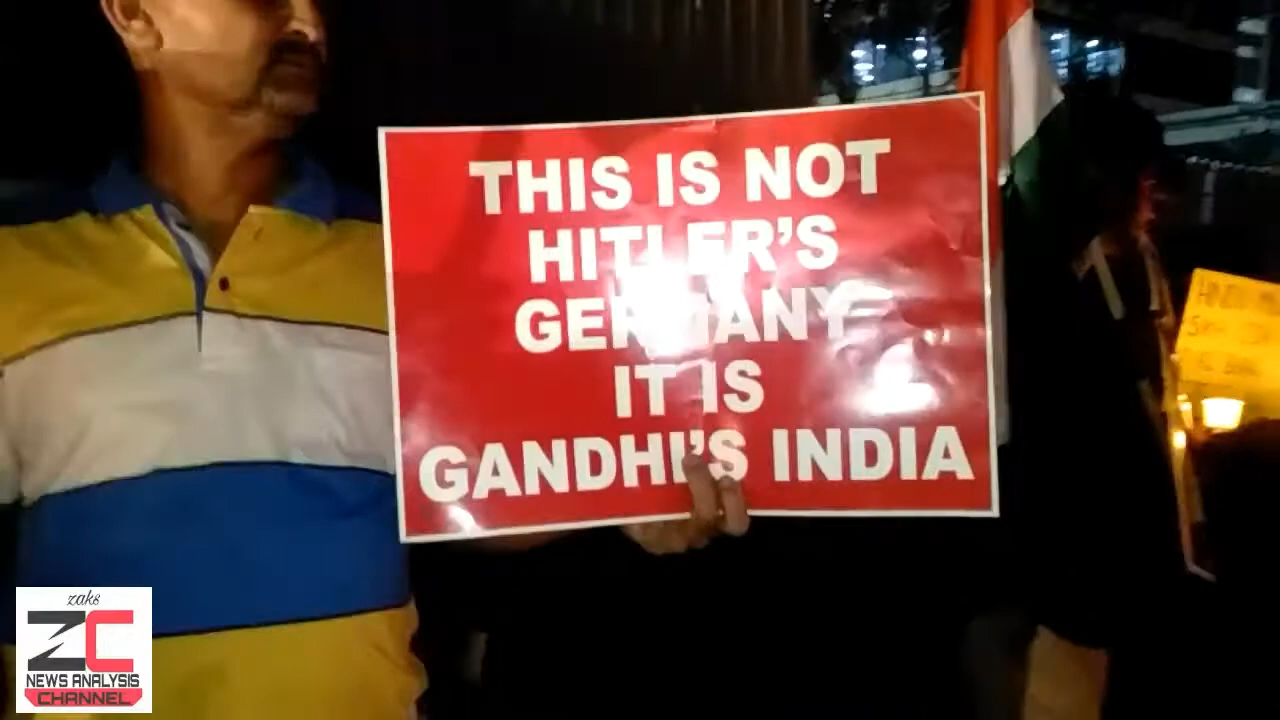 THIS IS NOT
HITLER'S
GERMANY
IT IS
GANDHI'S INDIA
zaks
ZC
NEWS ANALYSIS
CHANNEL